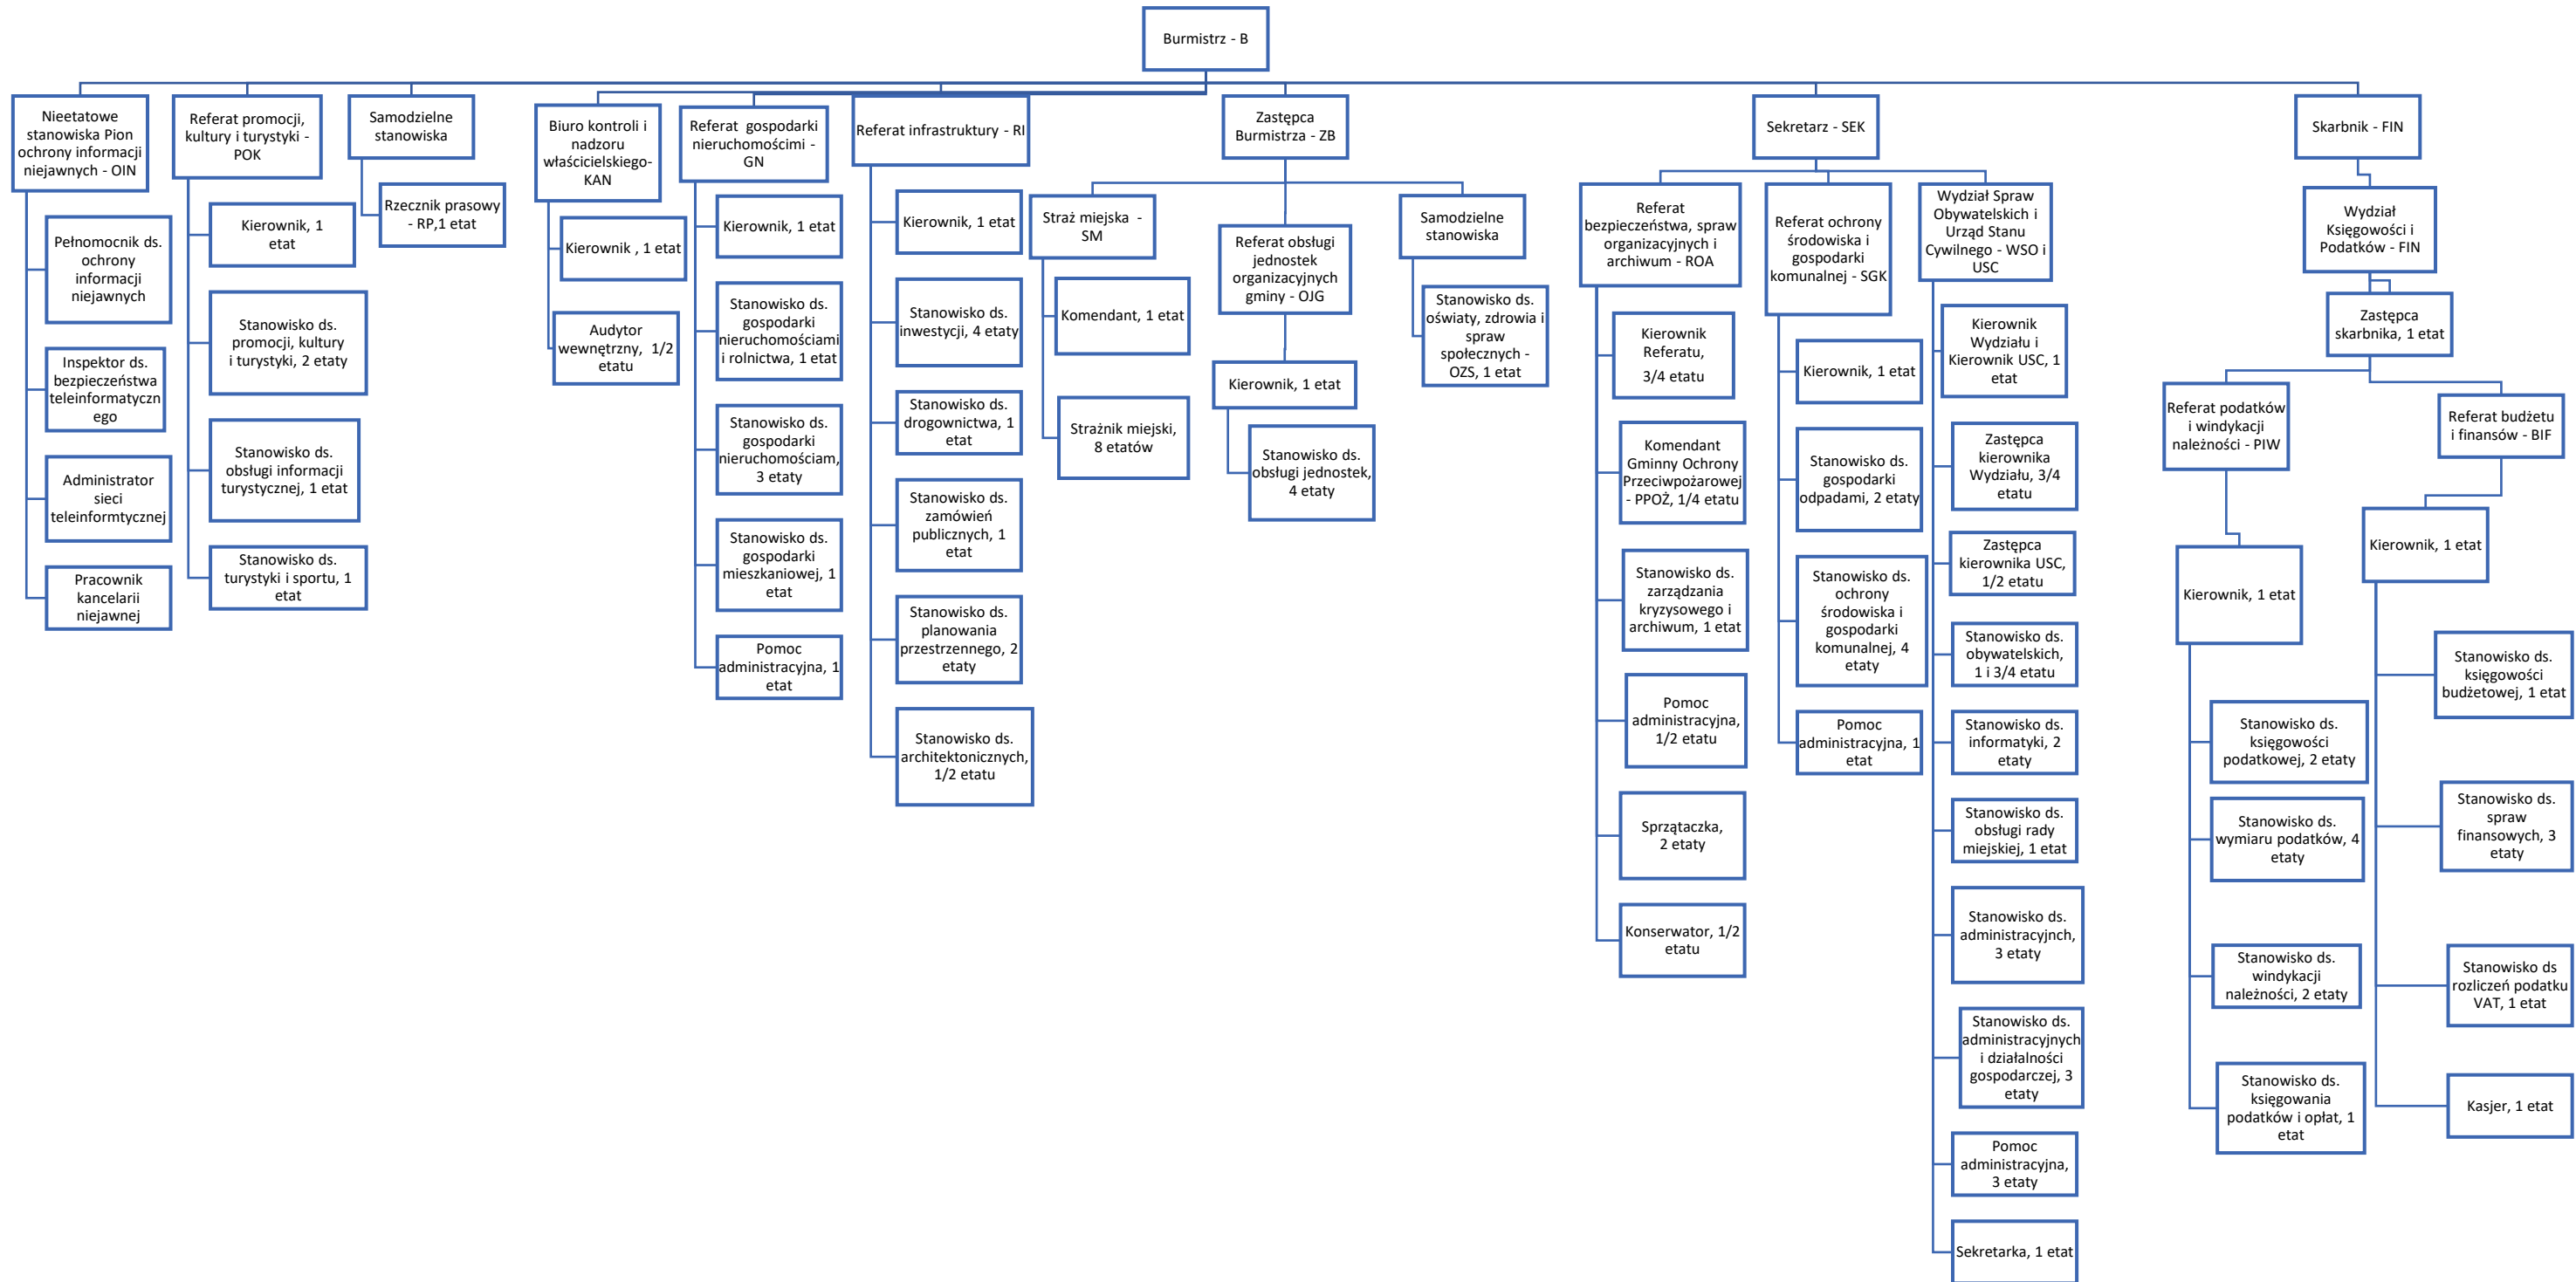 Burmistrz - B
Nieetatowe
stanowiska Pion
ochrony informacji
niejawnych - OIN
Pełnomocnik ds.
ochrony
informacji
niejawnych
Inspektor ds.
bezpieczeństwa
teleinformatyczn
ego
Administrator
sieci
teleinformtycznej
Pracownik
kancelarii
niejawnej
Referat promocji,
kultury i turystyki -
POK
Kierownik, 1
etat
Stanowisko ds.
promocji, kultury
i turystyki, 2 etaty
Stanowisko ds.
obsługi informacji
turystycznej, 1 etat
Stanowisko ds.
turystyki i sportu, 1
etat
Samodzielne
stanowiska
Rzecznik prasowy
- RP,1 etat
Biuro kontroli i
nadzoru
właścicielskiego-
KAN
Kierownik , 1 etat
Audytor
wewnętrzny, 1/2
etatu
Referat gospodarki
nieruchomościmi -
GN
Kierownik, 1 etat
Stanowisko ds.
gospodarki
nieruchomościami
i rolnictwa, 1 etat
Stanowisko ds.
gospodarki
nieruchomościam,
3 etaty
Stanowisko ds.
gospodarki
mieszkaniowej, 1
etat
Pomoc
administracyjna, 1
etat
Referat infrastruktury - RI
Kierownik, 1 etat
Stanowisko ds.
inwestycji, 4 etaty
Stanowisko ds.
drogownictwa, 1
etat
Stanowisko ds.
zamówień
publicznych, 1
etat
Stanowisko ds.
planowania
przestrzennego, 2
etaty
Stanowisko ds.
architektonicznych,
1/2 etatu
Zastępca
Burmistrza - ZB
Straż miejska -
SM
Komendant, 1 etat
Strażnik miejski,
8 etatów
Referat obsługi
jednostek
organizacyjnych
gminy - OJG
Kierownik, 1 etat
Stanowisko ds.
obsługi jednostek,
4 etaty
Samodzielne
stanowiska
Stanowisko ds.
oświaty, zdrowia i
spraw
społecznych -
OZS, 1 etat
Sekretarz - SEK
Referat
bezpieczeństwa, spraw
organizacyjnych i
archiwum - ROA
Kierownik
Referatu,
3/4 etatu
Komendant
Gminny Ochrony
Przeciwpożarowej
- PPOŻ, 1/4 etatu
Stanowisko ds.
zarządzania
kryzysowego i
archiwum, 1 etat
Pomoc
administracyjna,
1/2 etatu
Sprzątaczka,
2 etaty
Konserwator, 1/2
etatu
Referat ochrony
środowiska i
gospodarki
komunalnej - SGK
Kierownik, 1 etat
Stanowisko ds.
gospodarki
odpadami, 2 etaty
Stanowisko ds.
ochrony
środowiska i
gospodarki
komunalnej, 4
etaty
Pomoc
administracyjna, 1
etat
Wydział Spraw
Obywatelskich i
Urząd Stanu
Cywilnego - WSO i
USC
Kierownik
Wydziału i
Kierownik USC, 1
etat
Zastępca
kierownika
Wydziału, 3/4
etatu
Zastępca
kierownika USC,
1/2 etatu
Stanowisko ds.
obywatelskich,
1 i 3/4 etatu
Stanowisko ds.
informatyki, 2
etaty
Stanowisko ds.
obsługi rady
miejskiej, 1 etat
Stanowisko ds.
administracyjnch,
3 etaty
Stanowisko ds.
administracyjnych
i działalności
gospodarczej, 3
etaty
Pomoc
administracyjna,
3 etaty
Sekretarka, 1 etat
Skarbnik - FIN
Wydział
Księgowości i
Podatków - FIN
Zastępca
skarbnika, 1 etat
Referat podatków
i windykacji
należności - PIW
Kierownik, 1 etat
Stanowisko ds.
księgowości
podatkowej, 2 etaty
Stanowisko ds.
wymiaru podatków, 4
etaty
Stanowisko ds.
windykacji
należności, 2 etaty
Stanowisko ds.
księgowania
podatków i opłat, 1
etat
Referat budżetu
i finansów - BIF
Kierownik, 1 etat
Stanowisko ds.
księgowości
budżetowej, 1 etat
Stanowisko ds.
spraw
finansowych, 3
etaty
Stanowisko ds
rozliczeń podatku
VAT, 1 etat
Kasjer, 1 etat